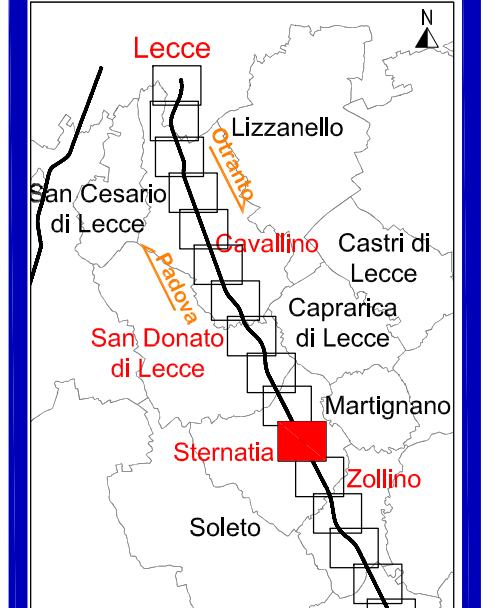 N
Lecce
Lizzanello
Otranto
San Cesario
di Lecce
Cavallino
Castri di
Lecce
Padova
Caprarica
di Lecce
San Donato
di Lecce
Martignano
Sternatia
Zollino
Soleto